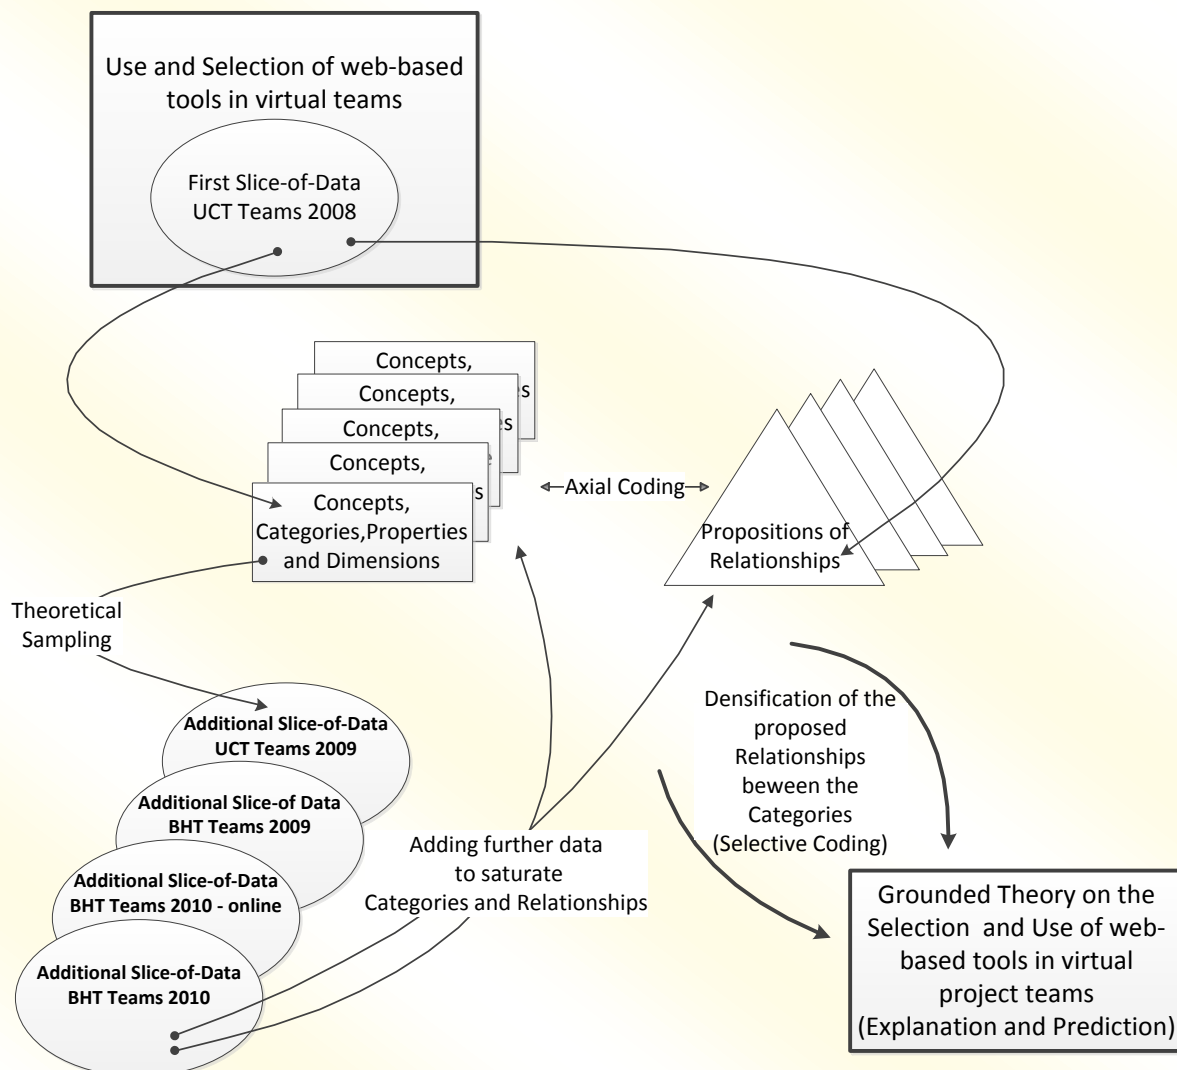 Use and Selection of web-based
tools in virtual teams
First Slice-of-Data
UCT Teams 2008
Concepts,
es
Concepts,
es
Concepts,
e
Concepts,
s
Concepts,
Categories,Properties
and Dimensions
Axial Coding
Propositions of
Relationships
Theoretical
Sampling
Additional Slice-of-Data
UCT Teams 2009
Additional Slice-of Data
BHT Teams 2009
Additional Slice-of-Data
BHT Teams 2010 - online
Additional Slice-of-Data
BHT Teams 2010
Adding further data
to saturate
Categories and Relationships
Densification of the
proposed
Relationships
beween the
Categories
(Selective Coding)
Grounded Theory on the
Selection and Use of web-
based tools in virtual
project teams
(Explanation and Prediction)